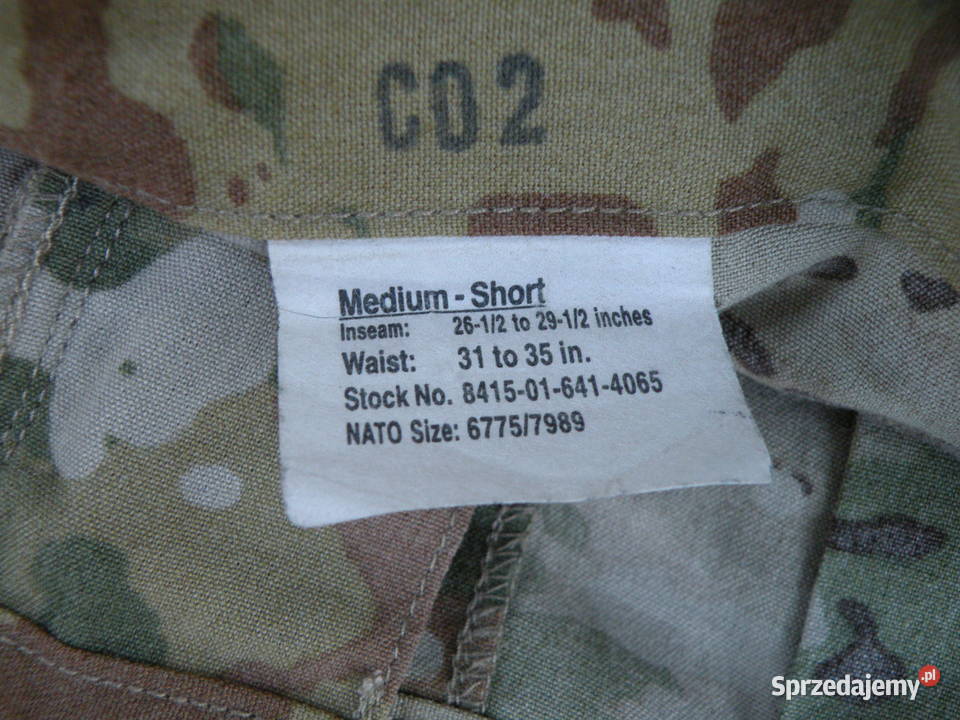 C02
Medium - Short
Inseam: 26-1/2 to 29-1/2 inches
Waist: 31 to 35 in.
Stock No. 8415-01-641-4065
NATO Size: 6775/7989
Sprzedajemy.pl